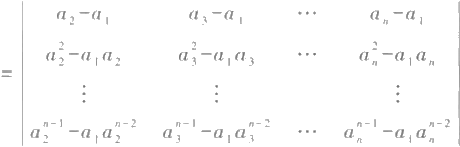 = | a_2 - a_1   a_3 - a_1   ⋯   a_n - a_1 |
| a_2^2 - a_1 a_2   a_3^2 - a_1 a_3   ⋯   a_n^2 - a_1 a_n |
| ⋮   ⋮   ⋮ |
| a_2^{n-1} - a_1 a_2^{n-2}   a_3^{n-1} - a_1 a_3^{n-2}   ⋯   a_n^{n-1} - a_1 a_n^{n-2} |